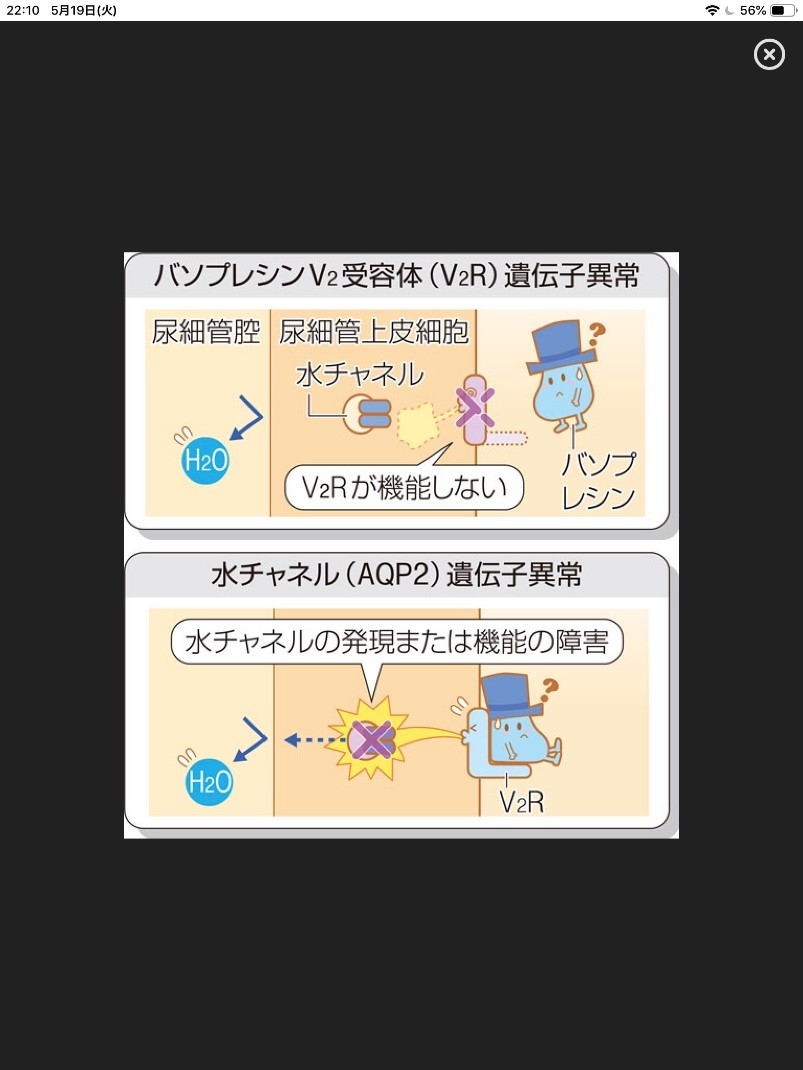 22:10 5月19日(火)
56%
バソプレシンV₂受容体(V₂R)遺伝子異常
尿細管腔
尿細管上皮細胞
水チャネル
H₂O
バソプ
レシン
V₂Rが機能しない
水チャネル(AQP2)遺伝子異常
水チャネルの発現または機能の障害
H₂O
V₂R